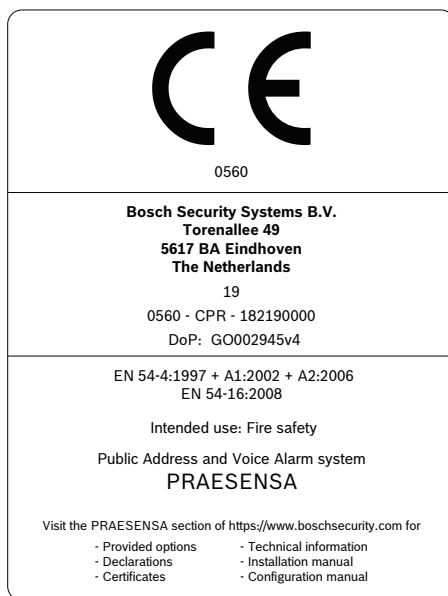 CE
0560
Bosch Security Systems B.V.
Torenallee 49
5617 BA Eindhoven
The Netherlands
19
0560 - CPR - 182190000
DoP: GO002945v4
EN 54-4:1997 + A1:2002 + A2:2006
EN 54-16:2008
Intended use: Fire safety
Public Address and Voice Alarm system
PRAESENSA
Visit the PRAESENSA section of https://www.boschsecurity.com for
- Provided options - Technical information
- Declarations - Installation manual
- Certificates - Configuration manual